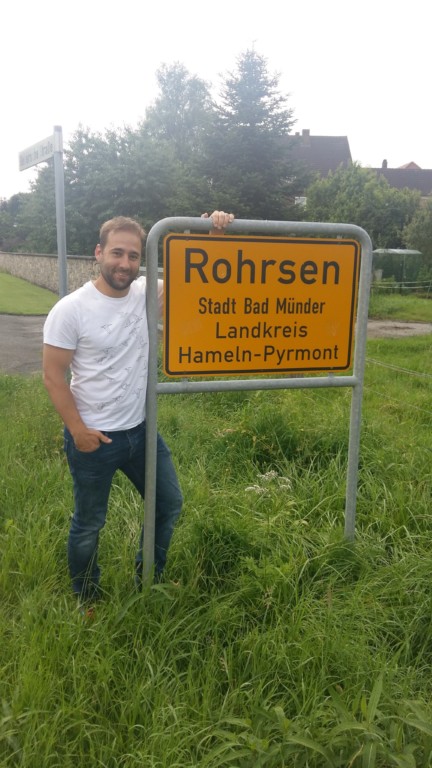 Rohrsen
Stadt Bad Münder
Landkreis
Hameln-Pyrmont